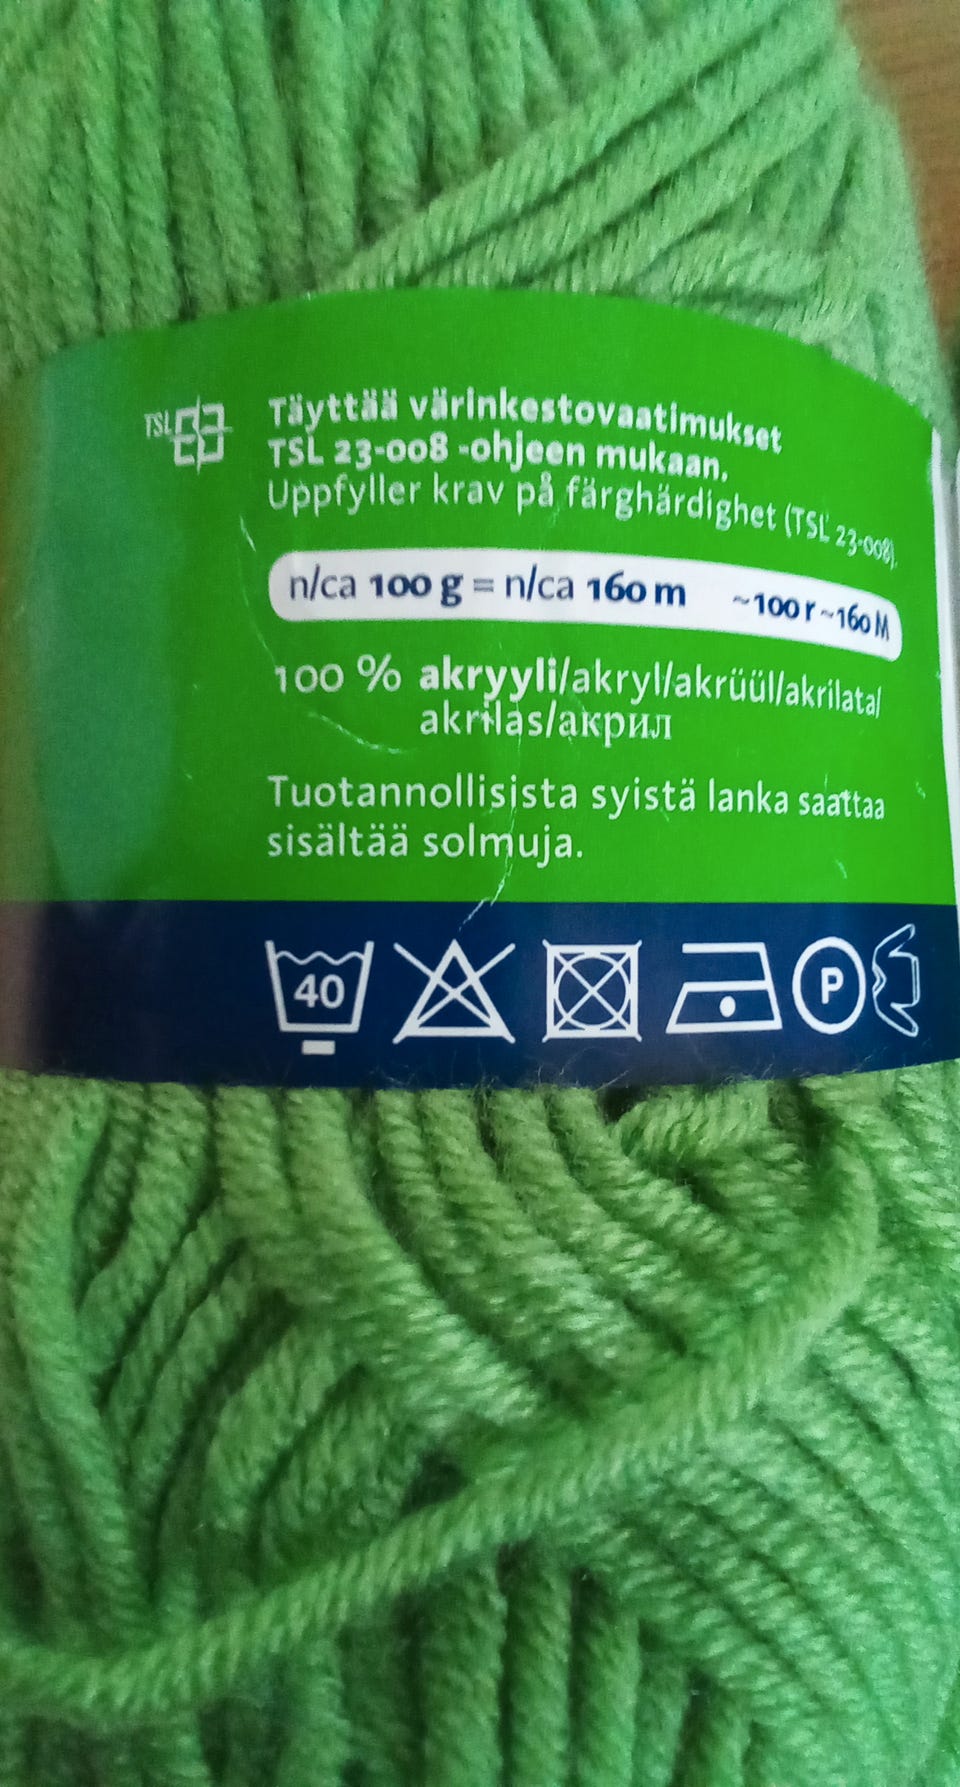 TSL
Täyttää värinkestovaatimukset
TSL 23-008 -ohjeen mukaan.
Uppfyller krav på färghärdighet (TSL 23-008).
n/ca 100 g = n/ca 160 m ~100 г ~160 М
100 % akryyli/akryl/akrüül/akrilata/
akrilas/акрил
Tuotannollisista syistä lanka saattaa
sisältää solmuja.
40 P